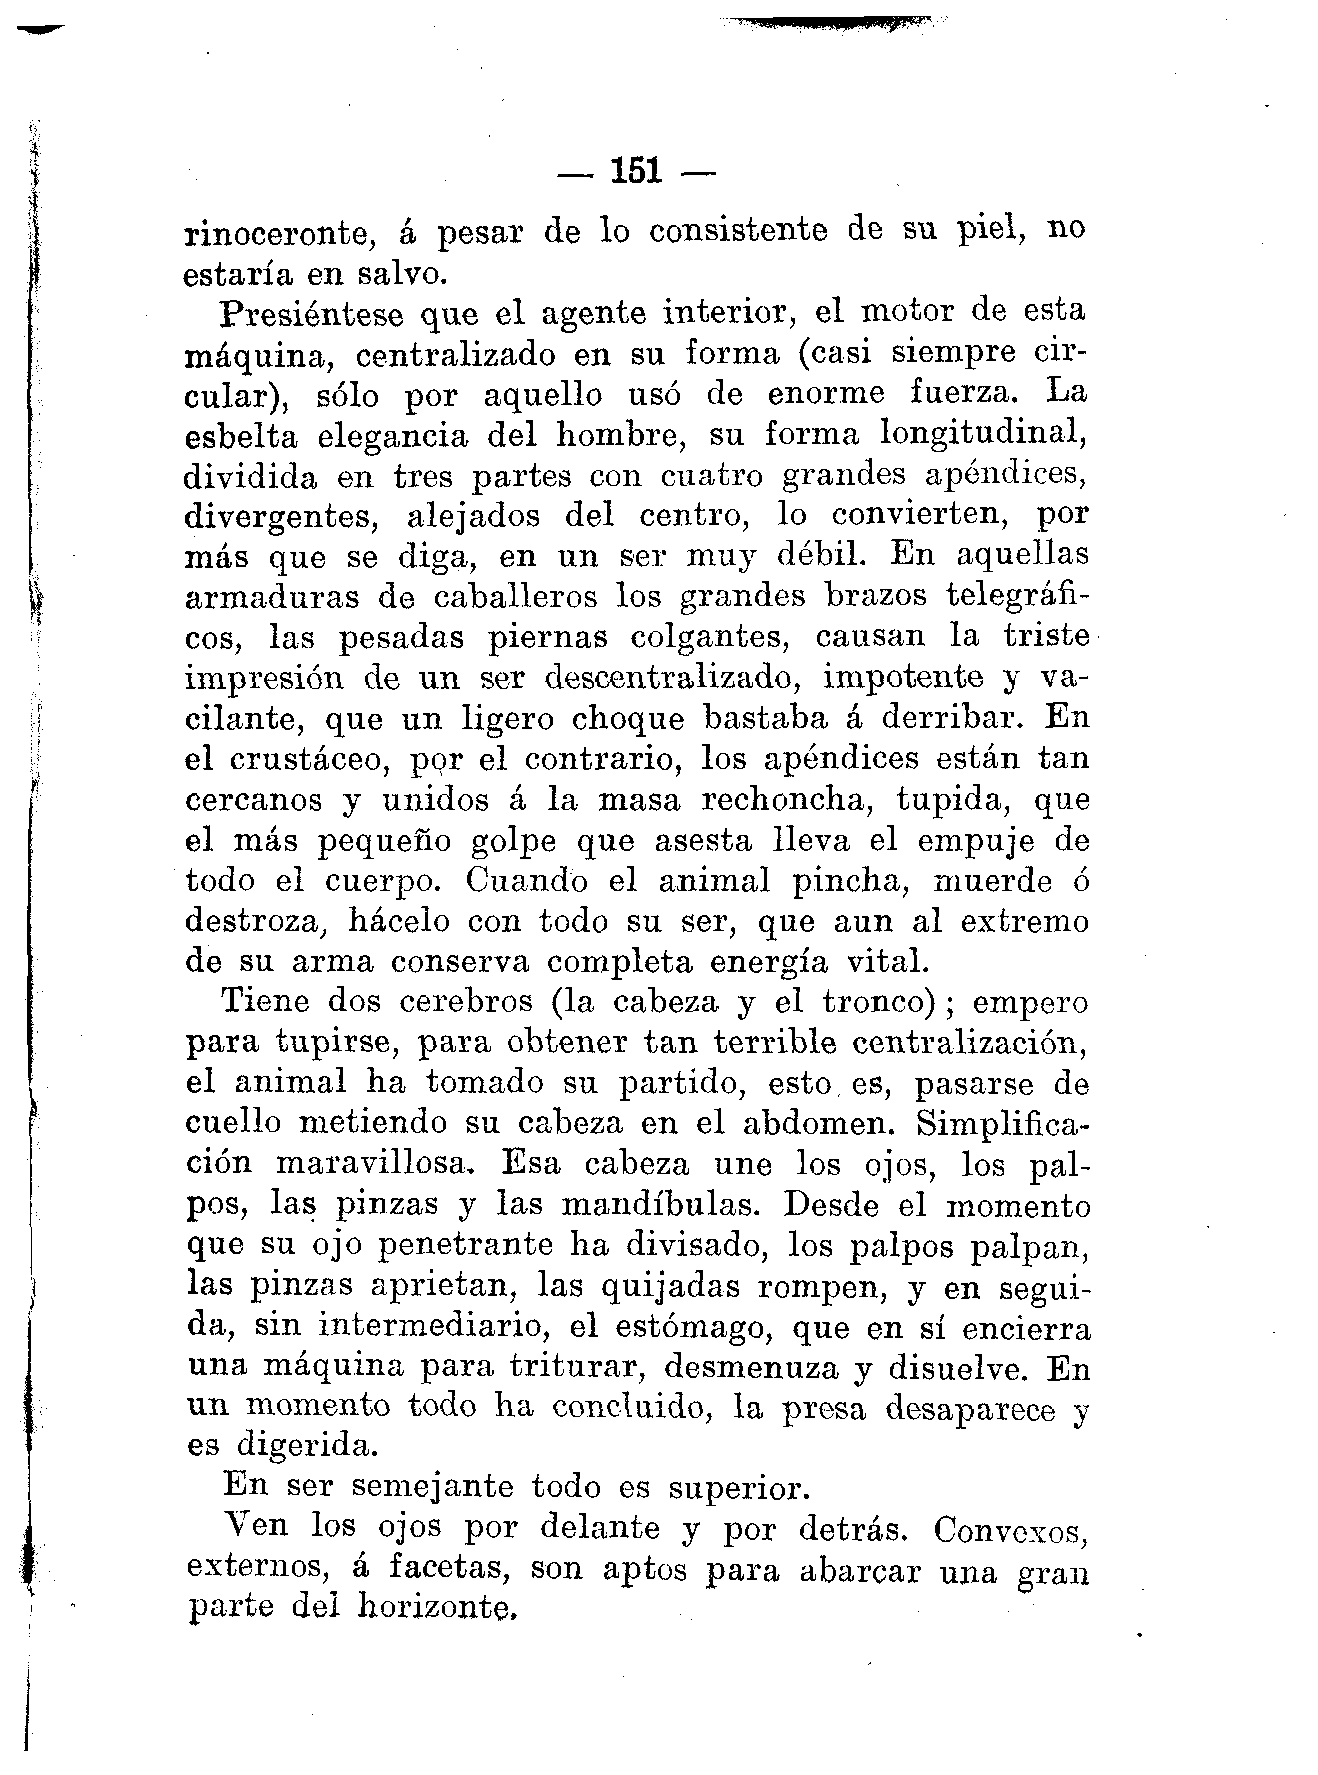 — 151 —
rinoceronte, á pesar de lo consistente de su piel, no
estaría en salvo.
Presiéntese que el agente interior, el motor de esta
máquina, centralizado en su forma (casi siempre cir-
cular), sólo por aquello usó de enorme fuerza. La
esbelta elegancia del hombre, su forma longitudinal,
dividida en tres partes con cuatro grandes apéndices,
divergentes, alejados del centro, lo convierten, por
más que se diga, en un ser muy débil. En aquellas
armaduras de caballeros los grandes brazos telegráfi-
cos, las pesadas piernas colgantes, causan la triste
impresión de un ser descentralizado, impotente y va-
cilante, que un ligero choque bastaba á derribar. En
el crustáceo, por el contrario, los apéndices están tan
cercanos y unidos á la masa rechoncha, tupida, que
el más pequeño golpe que asesta lleva el empuje de
todo el cuerpo. Cuando el animal pincha, muerde ó
destroza, hácelo con todo su ser, que aun al extremo
de su arma conserva completa energía vital.
Tiene dos cerebros (la cabeza y el tronco) ; empero
para tupirse, para obtener tan terrible centralización,
el animal ha tomado su partido, esto es, pasarse de
cuello metiendo su cabeza en el abdomen. Simplifica-
ción maravillosa. Esa cabeza une los ojos, los pal-
pos, las pinzas y las mandíbulas. Desde el momento
que su ojo penetrante ha divisado, los palpos palpan,
las pinzas aprietan, las quijadas rompen, y en segui-
da, sin intermediario, el estómago, que en sí encierra
una máquina para triturar, desmenuza y disuelve. En
un momento todo ha concluido, la presa desaparece y
es digerida.
En ser semejante todo es superior.
Ven los ojos por delante y por detrás. Convexos,
externos, á facetas, son aptos para abarcar una gran
parte del horizonte.